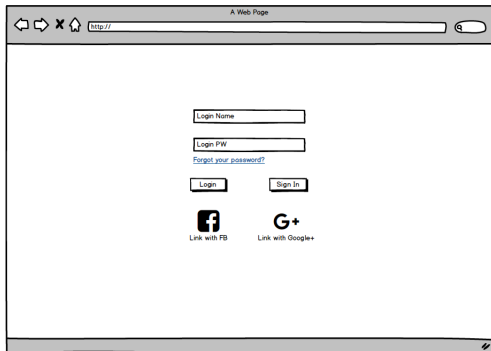 A Web Page
http://
Login Name
Login PW
Forgot your password?
Login
Sign In
G+
Link with FB
Link with Google+